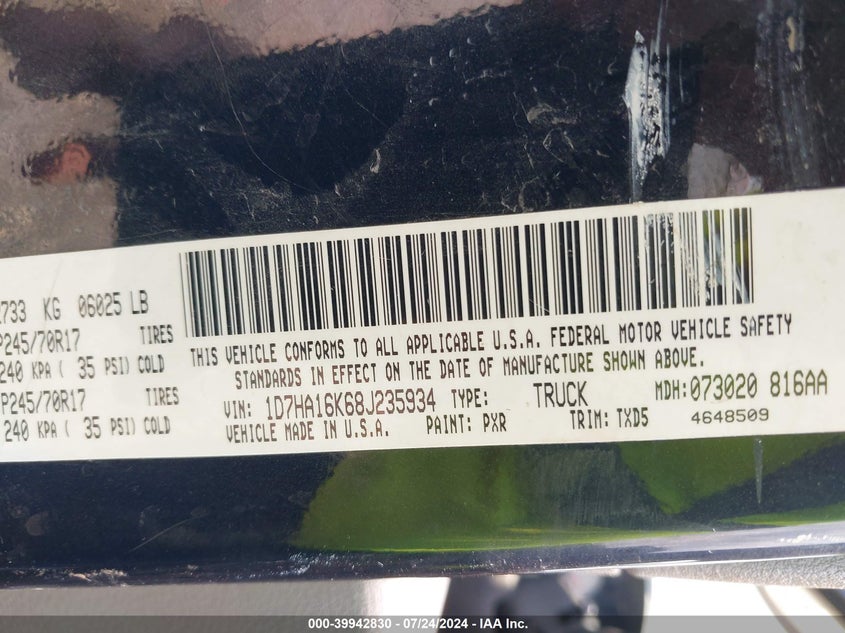 733 KG 06025 LB
P245/70R17 TIRES
240 KPA ( 35 PSI) COLD
P245/70R17 TIRES
240 KPA ( 35 PSI) COLD
THIS VEHICLE CONFORMS TO ALL APPLICABLE U.S.A. FEDERAL MOTOR VEHICLE SAFETY
STANDARDS IN EFFECT ON THE DATE OF MANUFACTURE SHOWN ABOVE.
VIN: 1D7HA16K68J235934 TYPE: TRUCK MDH:073020 816AA
VEHICLE MADE IN U.S.A. PAINT: PXR TRIM: TXD5 4648509
000-39942830 - 07/24/2024 - IAA Inc.